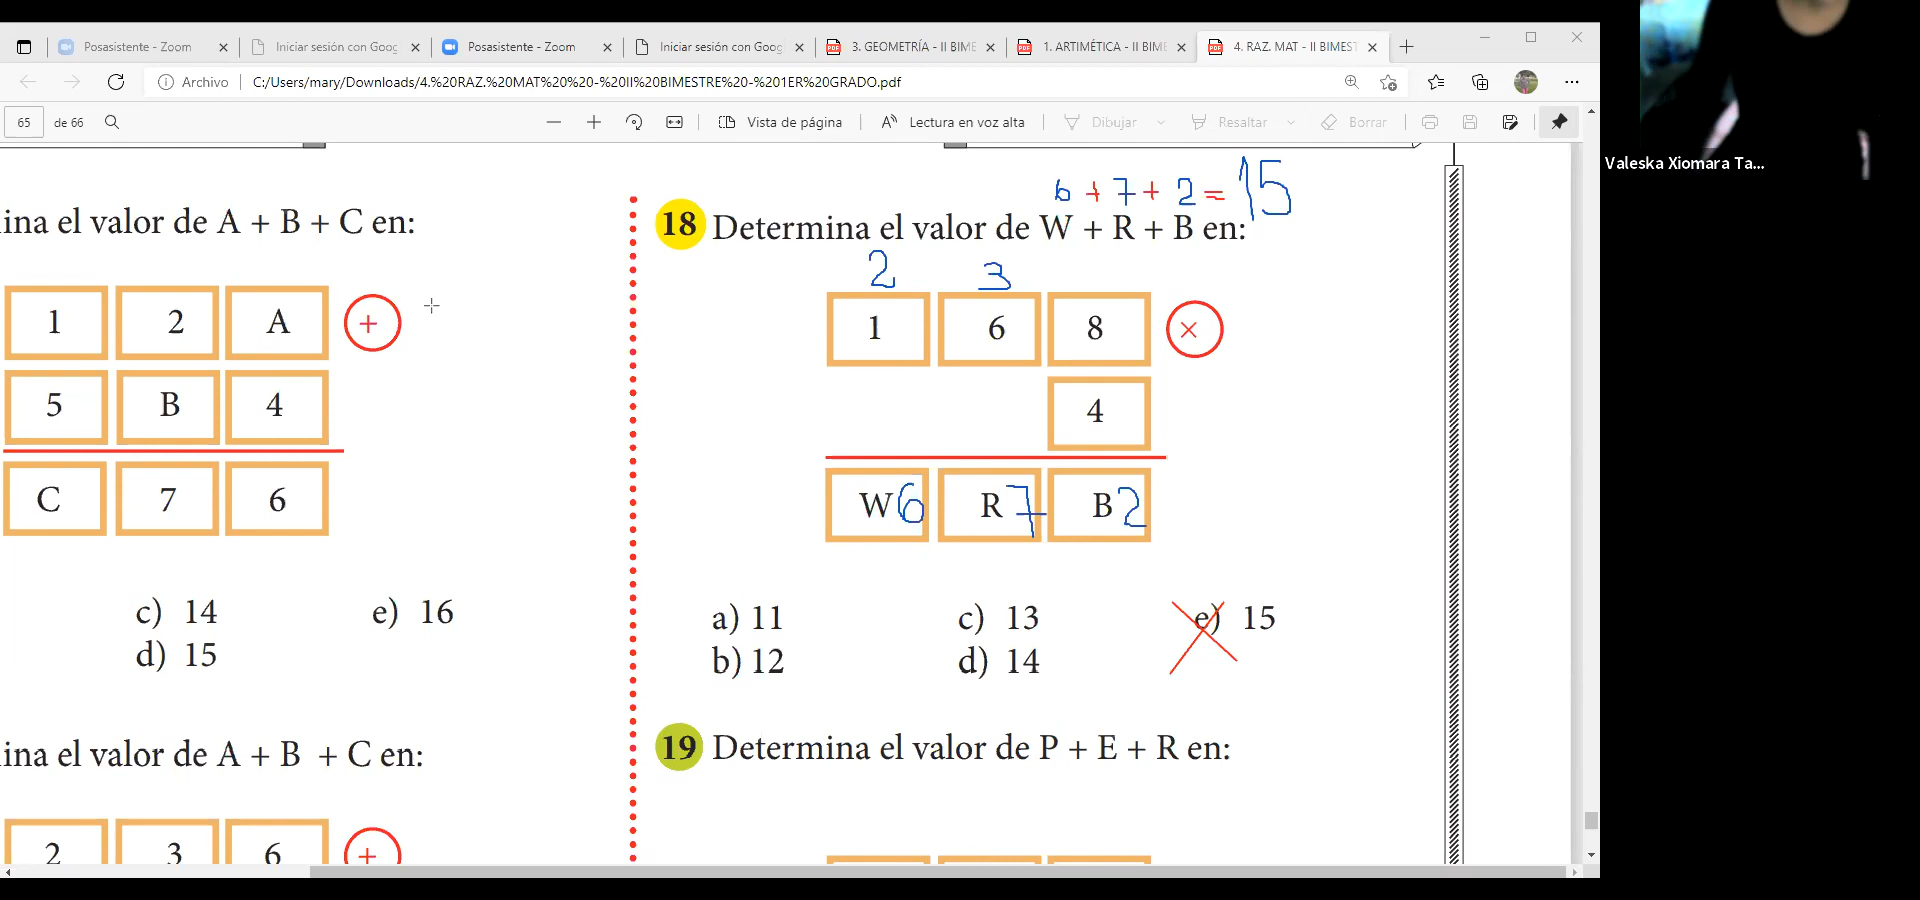 Posasistente - Zoom
Iniciar sesión con Goog
Posasistente - Zoom
Iniciar sesión con Goog
3. GEOMETRÍA - II BIME
1. ARTIMÉTICA - II BIME
4. RAZ. MAT - II BIMEST
Archivo
C:/Users/mary/Downloads/4.%20RAZ.%20MAT%20%20-%20II%20BIMESTRE%20-%201ER%20GRADO.pdf
65 de 66
Vista de página
Lectura en voz alta
Dibujar
Resaltar
Borrar
Valeska Xiomara Ta...
ina el valor de A + B + C en:
1 2 A +
5 B 4
C 7 6
c) 14 e) 16
d) 15
ina el valor de A + B + C en:
2 3 6 +
6 + 7 + 2 = 15
18 Determina el valor de W + R + B en:
2 3
1 6 8 ×
4
W 6 R 7 B 2
a) 11 c) 13 e) 15
b) 12 d) 14
19 Determina el valor de P + E + R en: